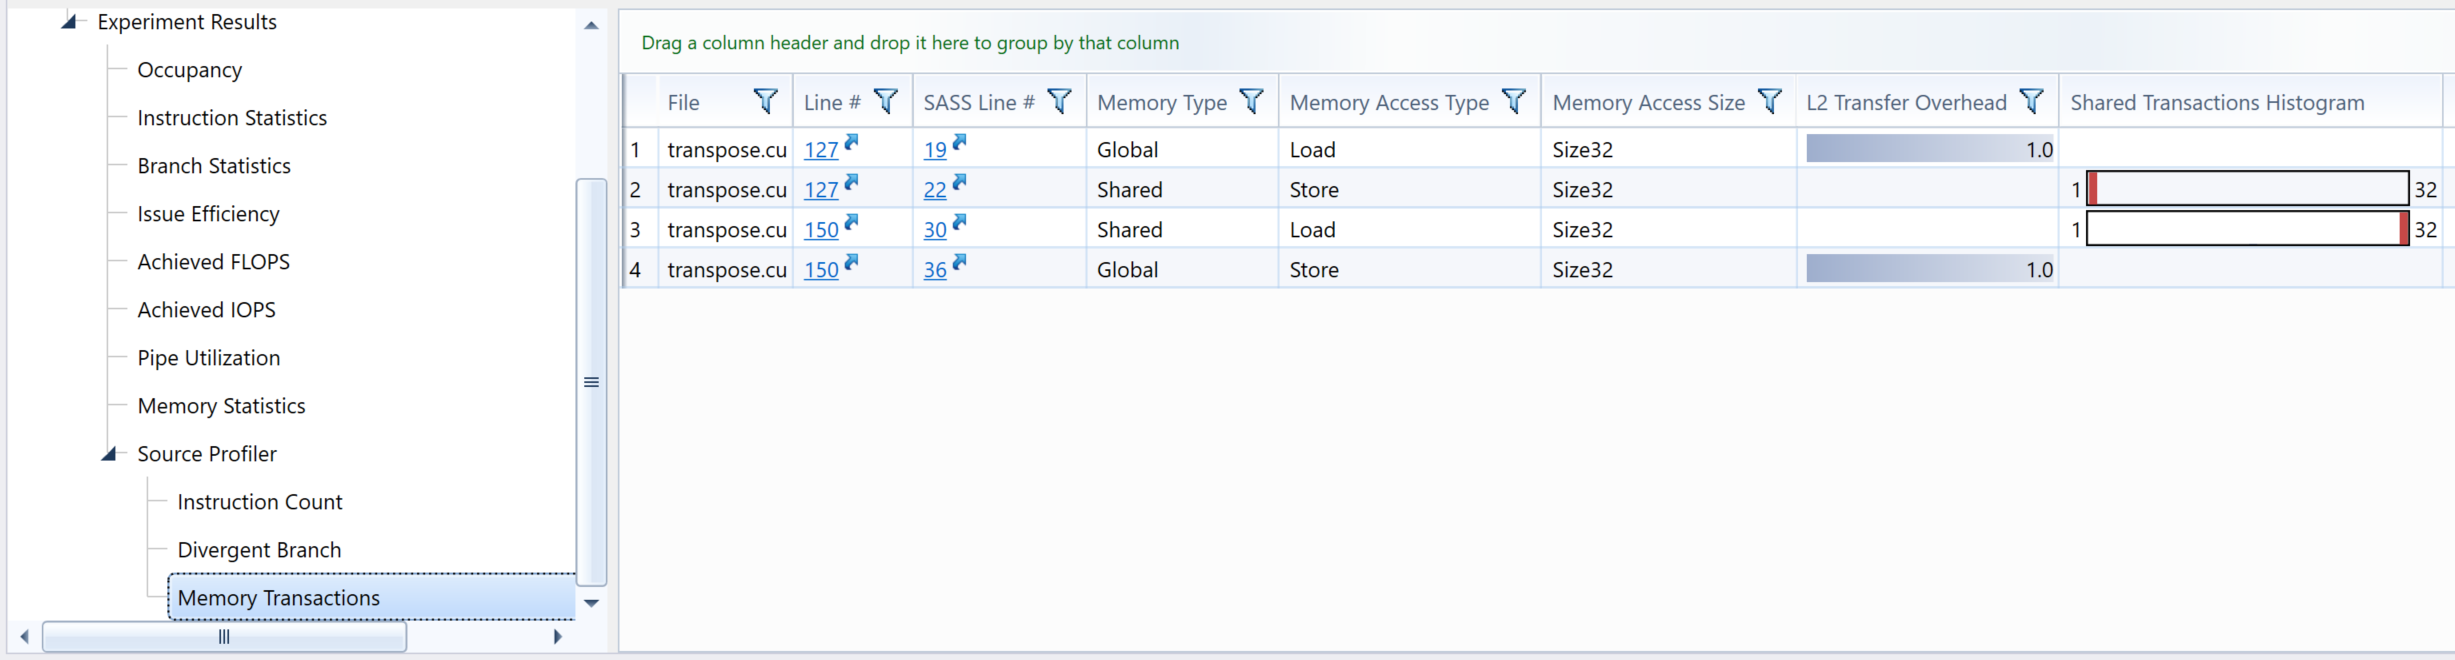 Experiment Results
Occupancy
Instruction Statistics
Branch Statistics
Issue Efficiency
Achieved FLOPS
Achieved IOPS
Pipe Utilization
Memory Statistics
Source Profiler
Instruction Count
Divergent Branch
Memory Transactions
Drag a column header and drop it here to group by that column
File Line # SASS Line # Memory Type Memory Access Type Memory Access Size L2 Transfer Overhead Shared Transactions Histogram
1 transpose.cu 127 19 Global Load Size32 1.0
2 transpose.cu 127 22 Shared Store Size32 1 32
3 transpose.cu 150 30 Shared Load Size32 1 32
4 transpose.cu 150 36 Global Store Size32 1.0